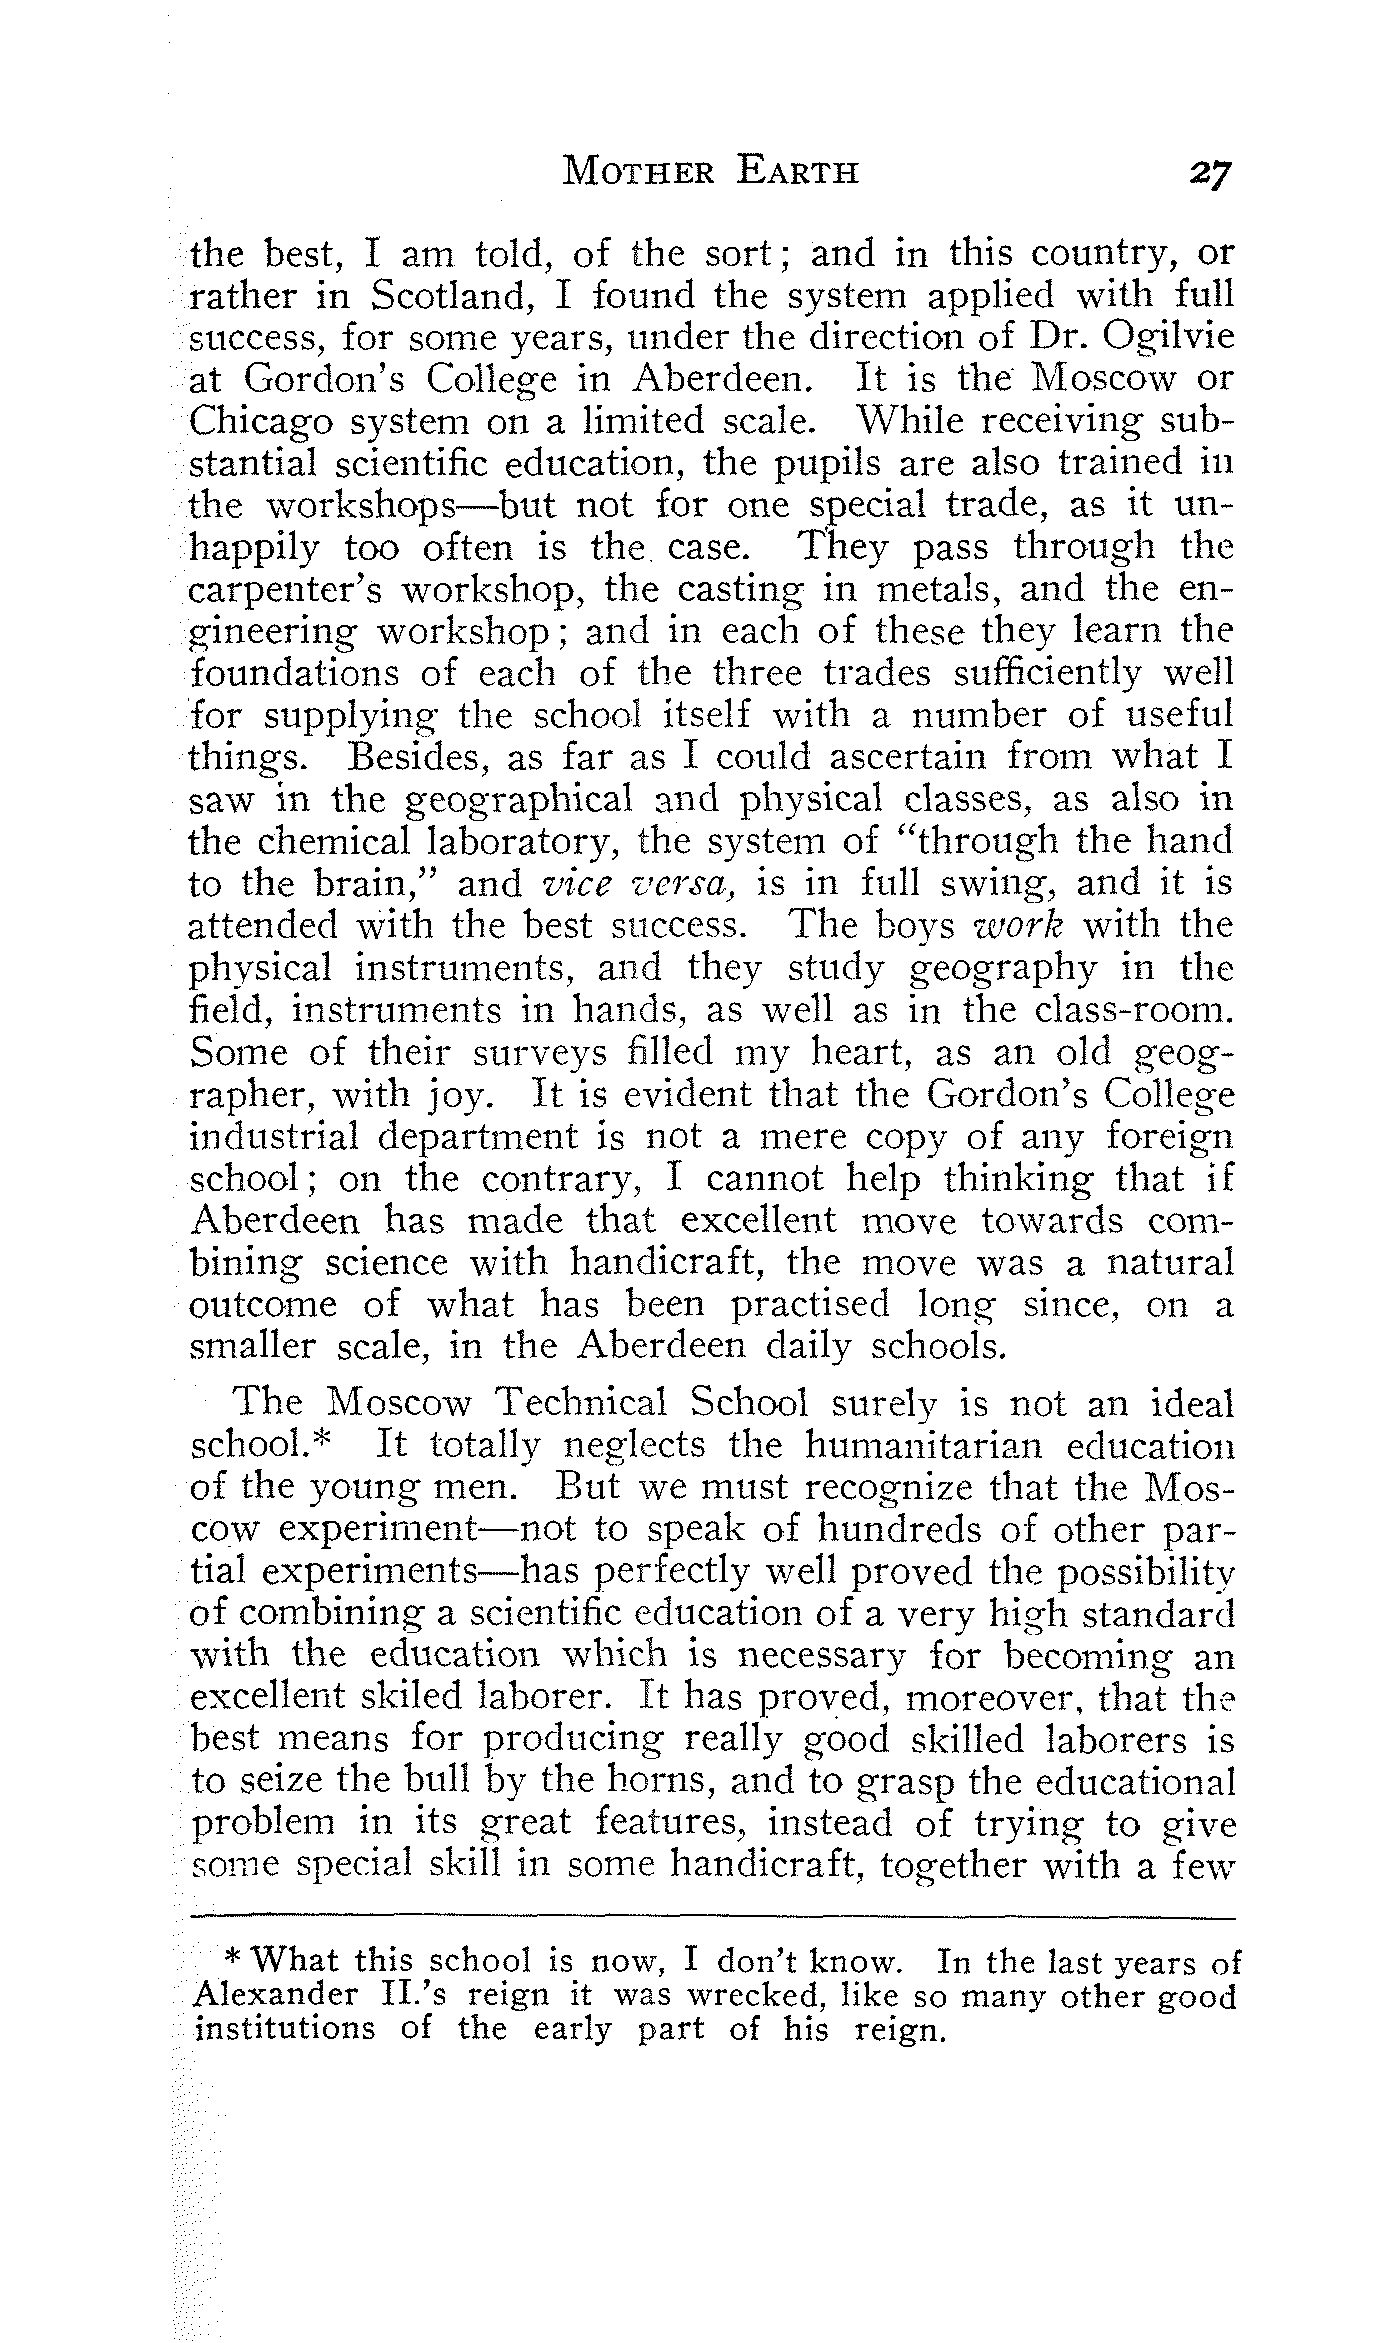 MOTHER EARTH 27
the best, I am told, of the sort; and in this country, or
rather in Scotland, I found the system applied with full
success, for some years, under the direction of Dr. Ogilvie
at Gordon's College in Aberdeen. It is the Moscow or
Chicago system on a limited scale. While receiving sub-
stantial scientific education, the pupils are also trained in
the workshops—but not for one special trade, as it un-
happily too often is the case. They pass through the
carpenter's workshop, the casting in metals, and the en-
gineering workshop; and in each of these they learn the
foundations of each of the three trades sufficiently well
for supplying the school itself with a number of useful
things. Besides, as far as I could ascertain from what I
saw in the geographical and physical classes, as also in
the chemical laboratory, the system of "through the hand
to the brain," and vice versa, is in full swing, and it is
attended with the best success. The boys work with the
physical instruments, and they study geography in the
field, instruments in hands, as well as in the class-room.
Some of their surveys filled my heart, as an old geog-
rapher, with joy. It is evident that the Gordon's College
industrial department is not a mere copy of any foreign
school; on the contrary, I cannot help thinking that if
Aberdeen has made that excellent move towards com-
bining science with handicraft, the move was a natural
outcome of what has been practised long since, on a
smaller scale, in the Aberdeen daily schools.
The Moscow Technical School surely is not an ideal
school.* It totally neglects the humanitarian education
of the young men. But we must recognize that the Mos-
cow experiment—not to speak of hundreds of other par-
tial experiments—has perfectly well proved the possibility
of combining a scientific education of a very high standard
with the education which is necessary for becoming an
excellent skiled laborer. It has proved, moreover, that the
best means for producing really good skilled laborers is
to seize the bull by the horns, and to grasp the educational
problem in its great features, instead of trying to give
some special skill in some handicraft, together with a few
* What this school is now, I don't know. In the last years of
Alexander II.'s reign it was wrecked, like so many other good
institutions of the early part of his reign.